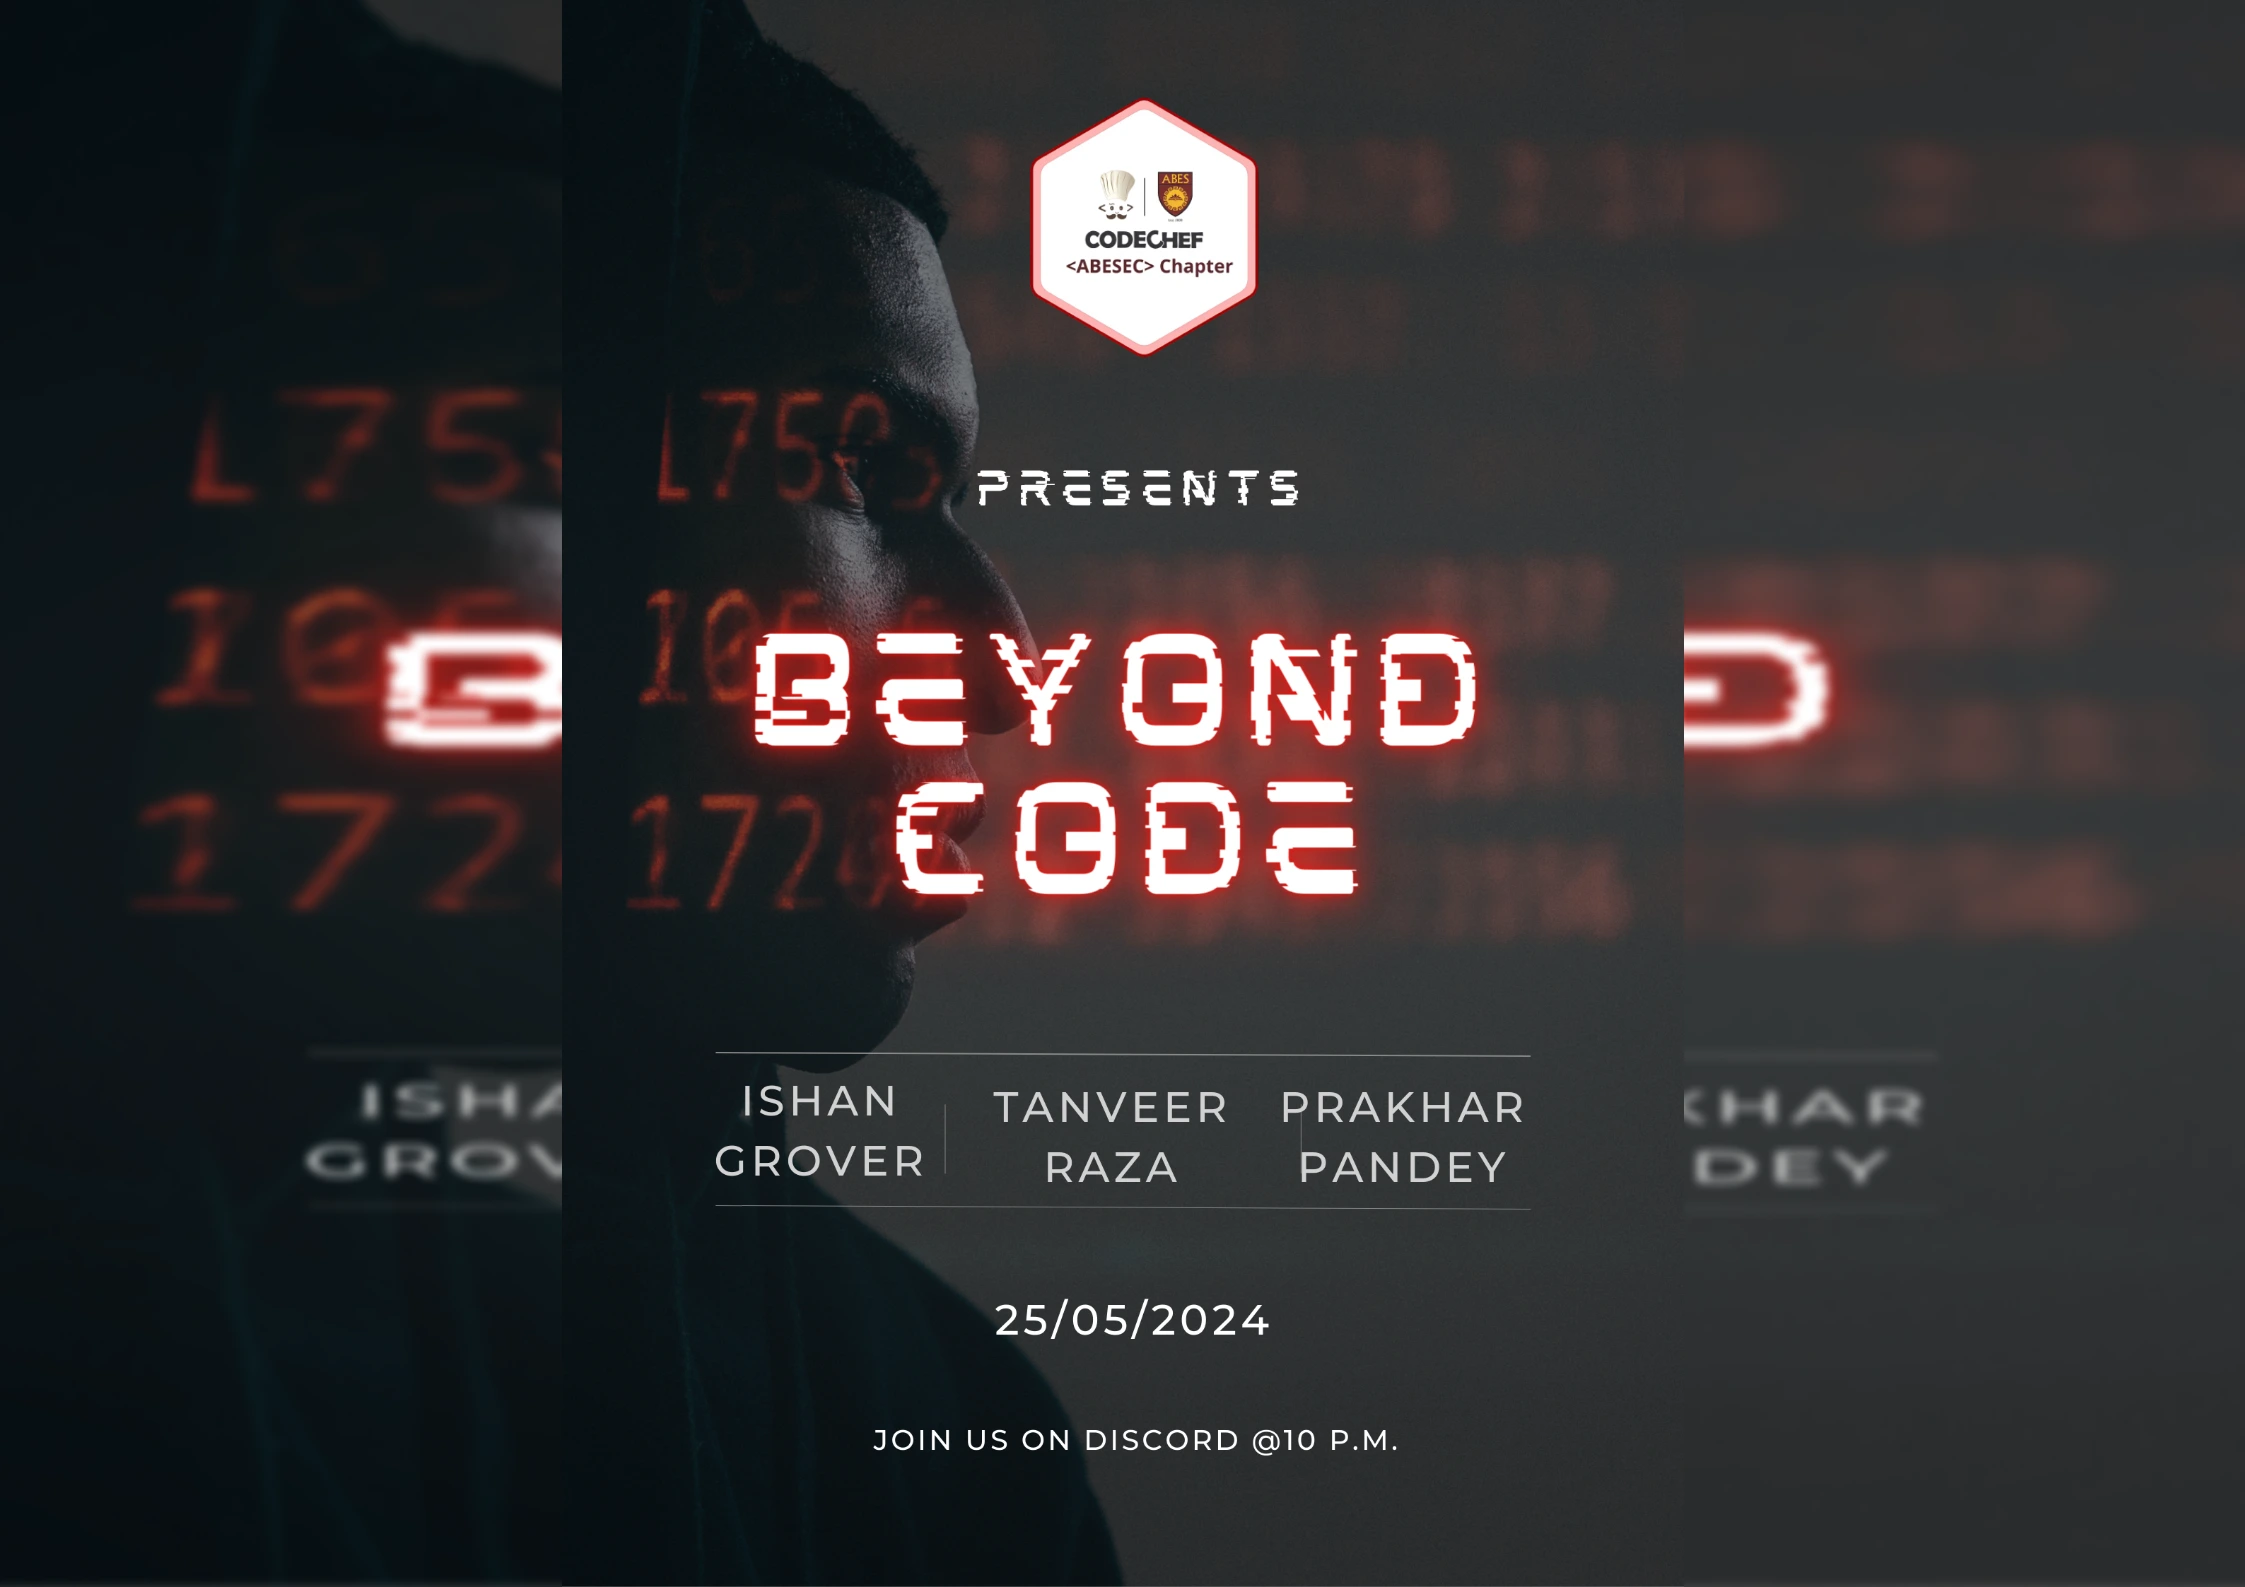 ABES
CODECHEF
<ABESEC> Chapter
PRESENTS
BEYOND
CODE
ISHAN
GROVER
TANVEER
RAZA
PRAKHAR
PANDEY
25/05/2024
JOIN US ON DISCORD @10 P.M.